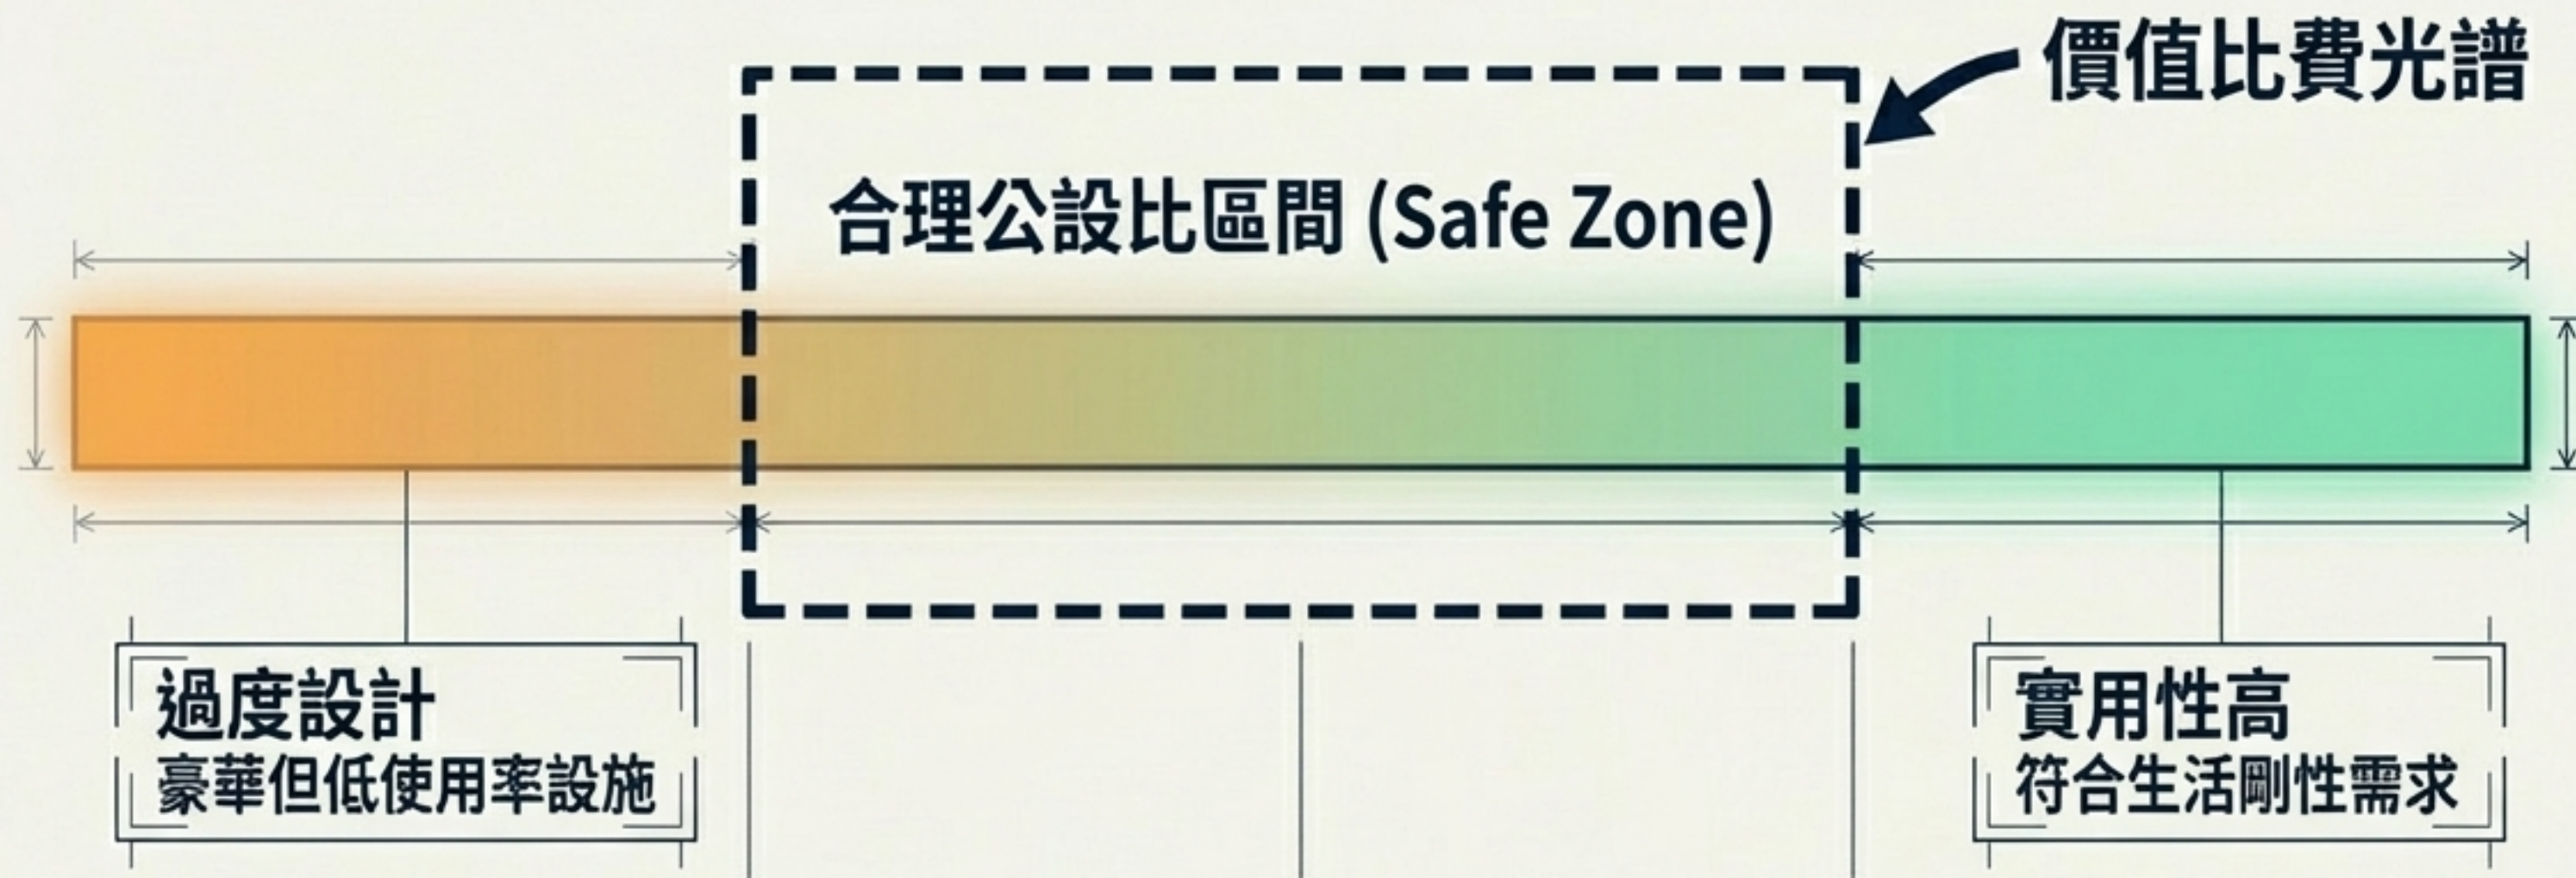 價值比費光譜
合理公設比區間 (Safe Zone)
過度設計
豪華但低使用率設施
實用性高
符合生活剛性需求